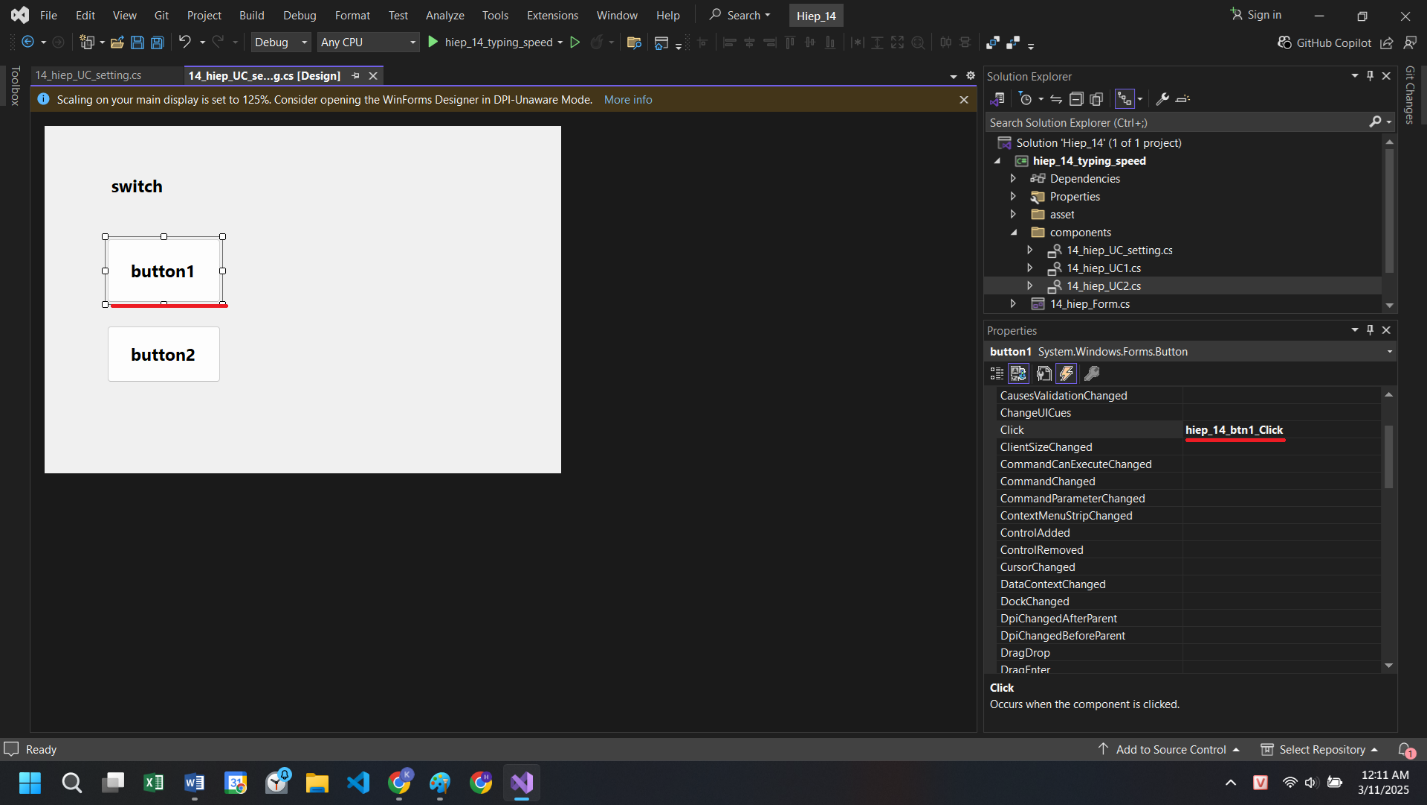 File Edit View Git Project Build Debug Format Test Analyze Tools Extensions Window Help Search Hiep_14 Sign in
Debug Any CPU hiep_14_typing_speed GitHub Copilot
Toolbox
14_hiep_UC_setting.cs 14_hiep_UC_se...g.cs [Design]
Scaling on your main display is set to 125%. Consider opening the WinForms Designer in DPI-Unaware Mode. More info
switch
button1
button2
Solution Explorer
Search Solution Explorer (Ctrl+;)
Solution 'Hiep_14' (1 of 1 project)
hiep_14_typing_speed
Dependencies
Properties
asset
components
14_hiep_UC_setting.cs
14_hiep_UC1.cs
14_hiep_UC2.cs
14_hiep_Form.cs
Git Changes
Properties
button1 System.Windows.Forms.Button
CausesValidationChanged
ChangeUICues
Click hiep_14_btn1_Click
ClientSizeChanged
CommandCanExecuteChanged
CommandChanged
CommandParameterChanged
ContextMenuStripChanged
ControlAdded
ControlRemoved
CursorChanged
DataContextChanged
DockChanged
DpiChangedAfterParent
DpiChangedBeforeParent
DragDrop
DragEnter
Click
Occurs when the component is clicked.
Ready Add to Source Control Select Repository 1
31 K H V
12:11 AM
3/11/2025